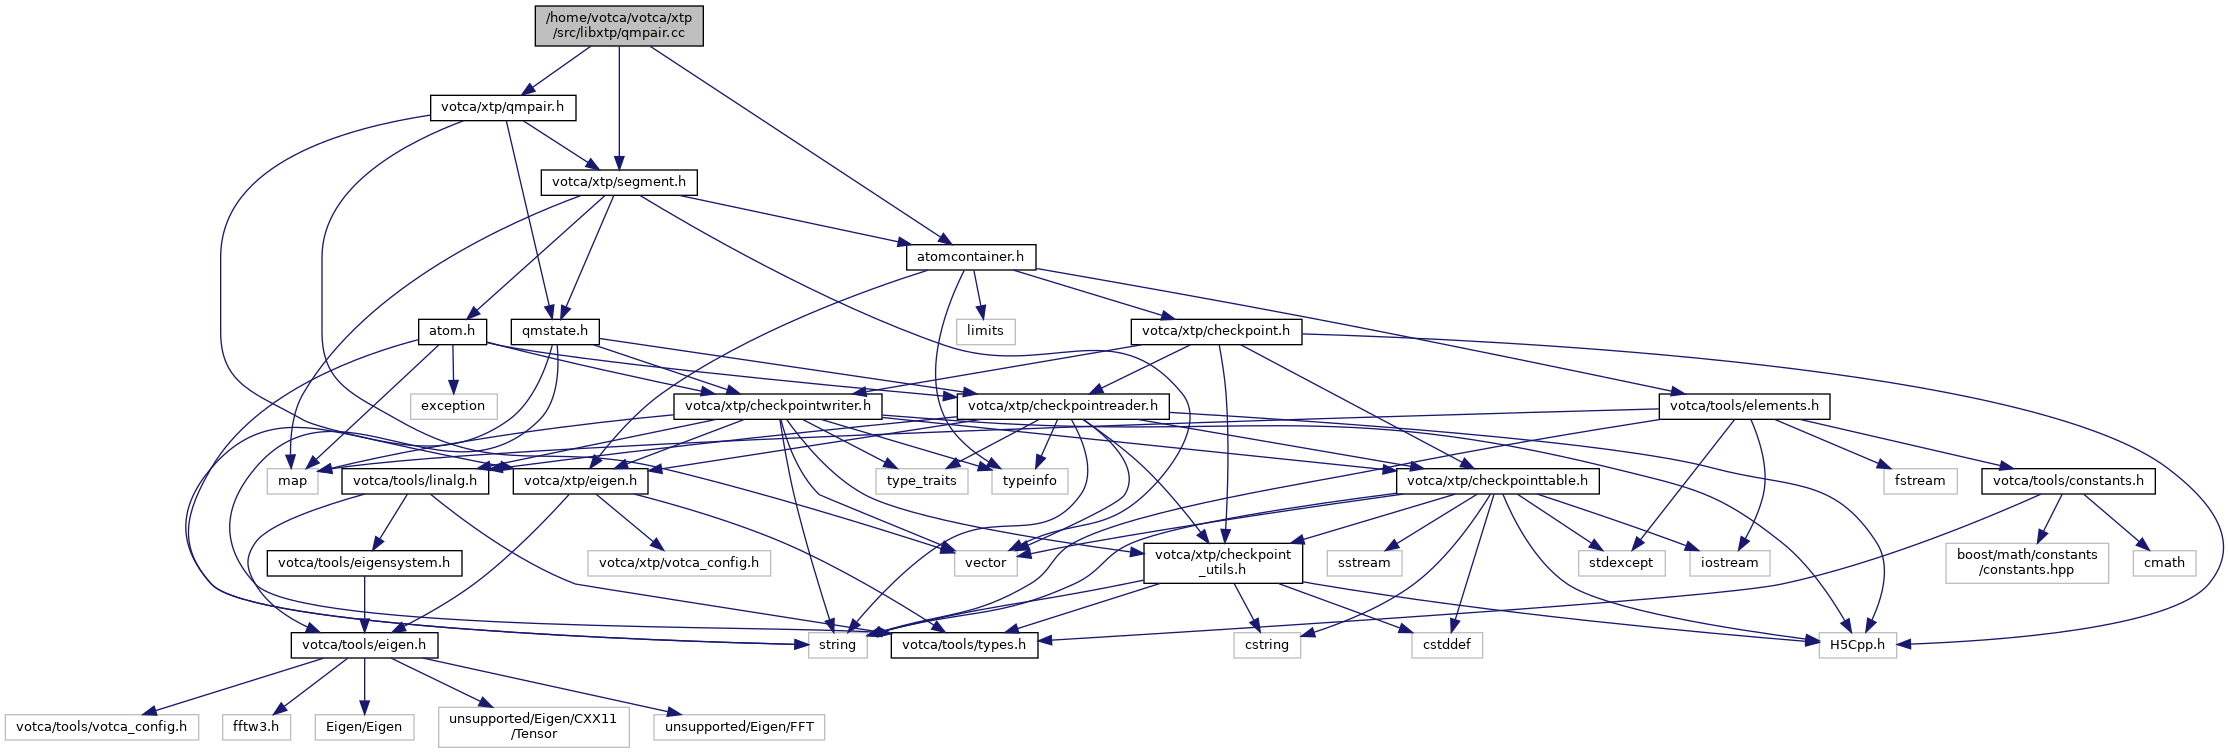 /home/votca/votca/xtp
/src/libxtp/qmpair.cc
votca/xtp/qmpair.h
votca/xtp/segment.h
atomcontainer.h
atom.h
qmstate.h
limits
votca/xtp/checkpoint.h
exception
votca/xtp/checkpointwriter.h
votca/xtp/checkpointreader.h
votca/tools/elements.h
map
votca/tools/linalg.h
votca/xtp/eigen.h
type_traits
typeinfo
votca/xtp/checkpointtable.h
fstream
votca/tools/constants.h
votca/tools/eigensystem.h
votca/xtp/votca_config.h
vector
votca/xtp/checkpoint
_utils.h
sstream
stdexcept
iostream
boost/math/constants
/constants.hpp
cmath
votca/tools/eigen.h
string
votca/tools/types.h
cstring
cstddef
H5Cpp.h
votca/tools/votca_config.h
fftw3.h
Eigen/Eigen
unsupported/Eigen/CXX11
/Tensor
unsupported/Eigen/FFT